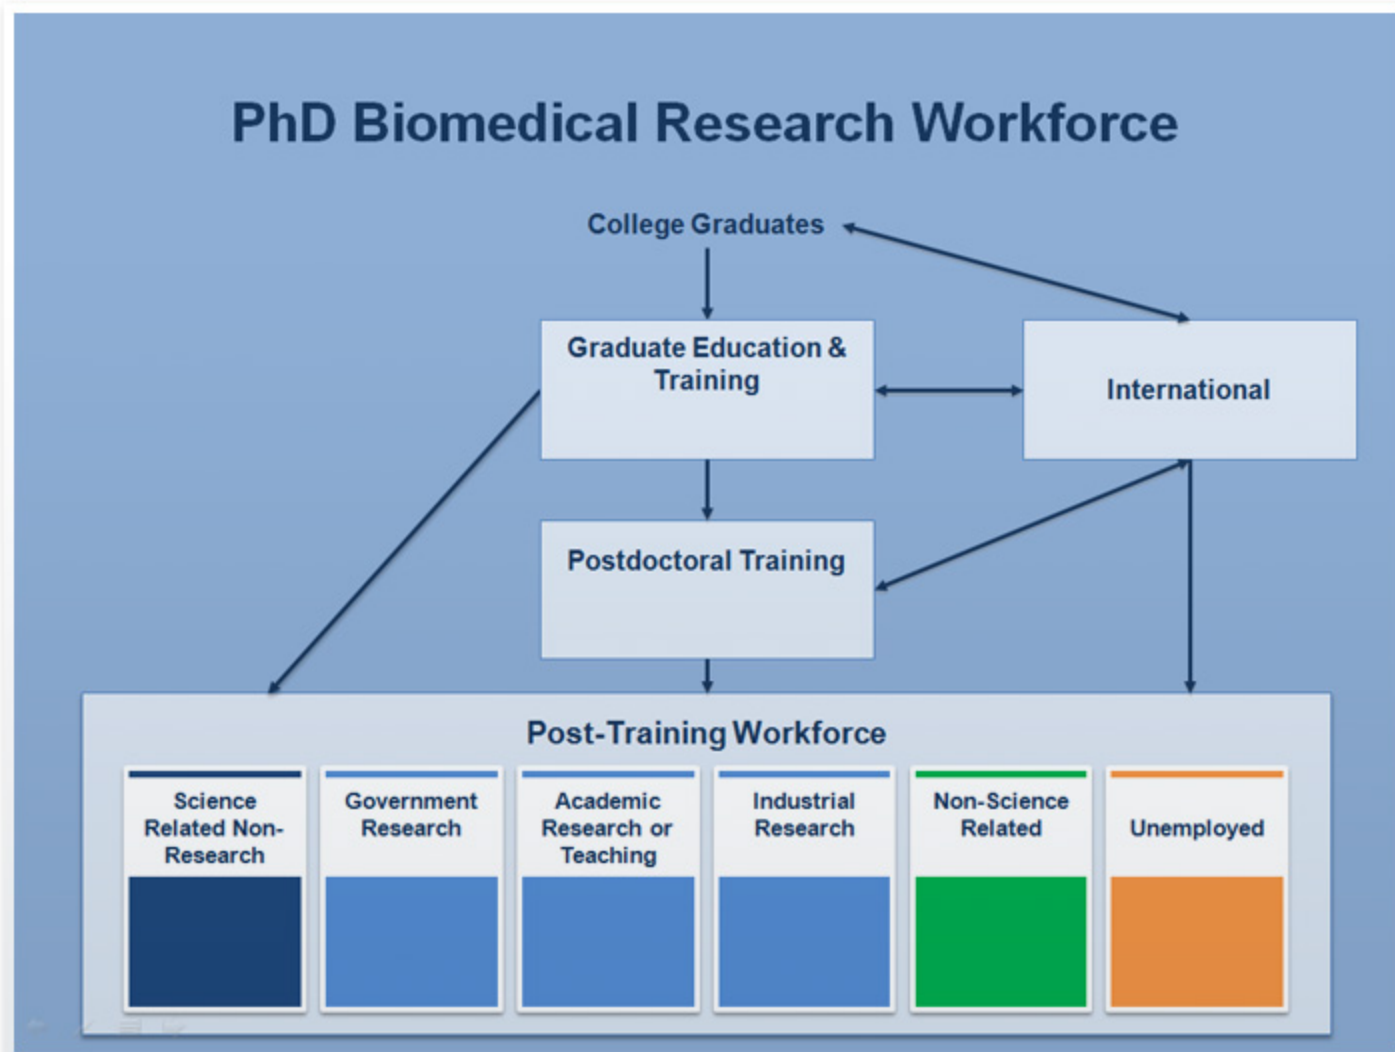 PhD Biomedical Research Workforce
College Graduates
Graduate Education &
Training
International
Postdoctoral Training
Post-Training Workforce
Science
Related Non-
Research
Government
Research
Academic
Research or
Teaching
Industrial
Research
Non-Science
Related
Unemployed